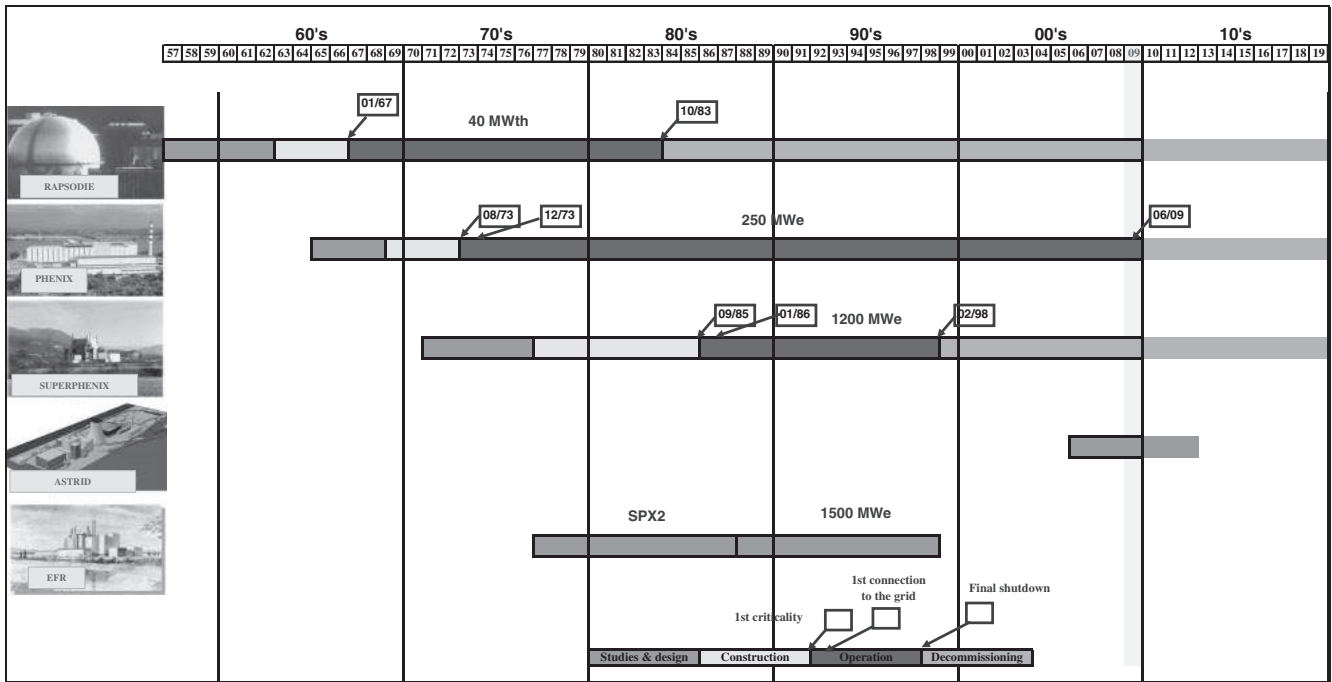 60's 70's 80's 90's 00's 10's
57 58 59 60 61 62 63 64 65 66 67 68 69 70 71 72 73 74 75 76 77 78 79 80 81 82 83 84 85 86 87 88 89 90 91 92 93 94 95 96 97 98 99 00 01 02 03 04 05 06 07 08 09 10 11 12 13 14 15 16 17 18 19
01/67
40 MWth
10/83
RAPSODIE
08/73
12/73
250 MWe
06/09
PHENIX
09/85
01/86
1200 MWe
02/98
SUPERPHENIX
ASTRID
SPX2
1500 MWe
EFR
1st criticality
1st connection
to the grid
Final shutdown
Studies & design
Construction
Operation
Decommissioning